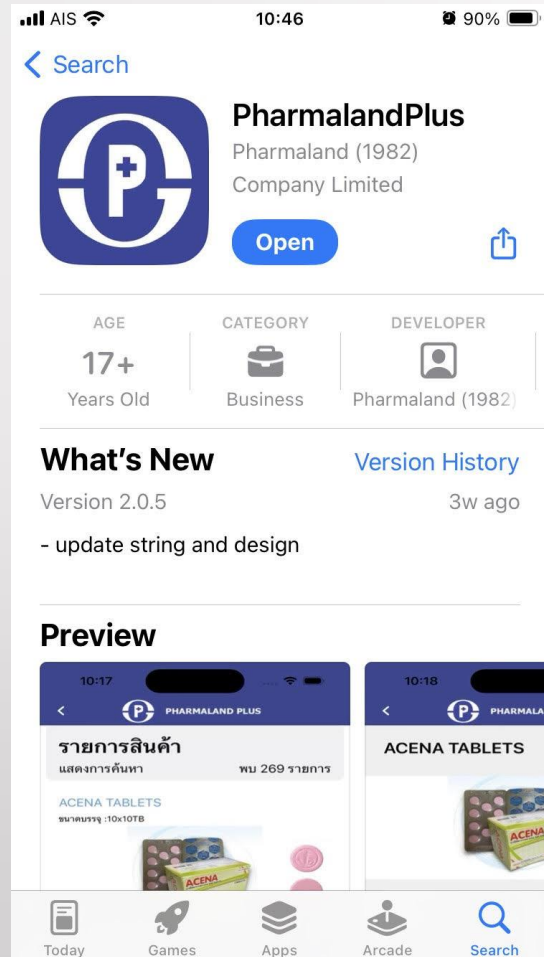 AIS
10:46
90%
Search
P
PharmalandPlus
Pharmaland (1982)
Company Limited
Open
AGE
CATEGORY
DEVELOPER
17+
Years Old
Business
Pharmaland (1982)
What's New
Version History
Version 2.0.5
3w ago
- update string and design
Preview
10:17
P PHARMALAND PLUS
รายการสินค้า
แสดงการค้นหา
พบ 269 รายการ
ACENA TABLETS
ขนาดบรรจุ :10x10TB
ACENA
10:18
P PHARMALA
ACENA TABLETS
ACENA
Today
Games
Apps
Arcade
Search